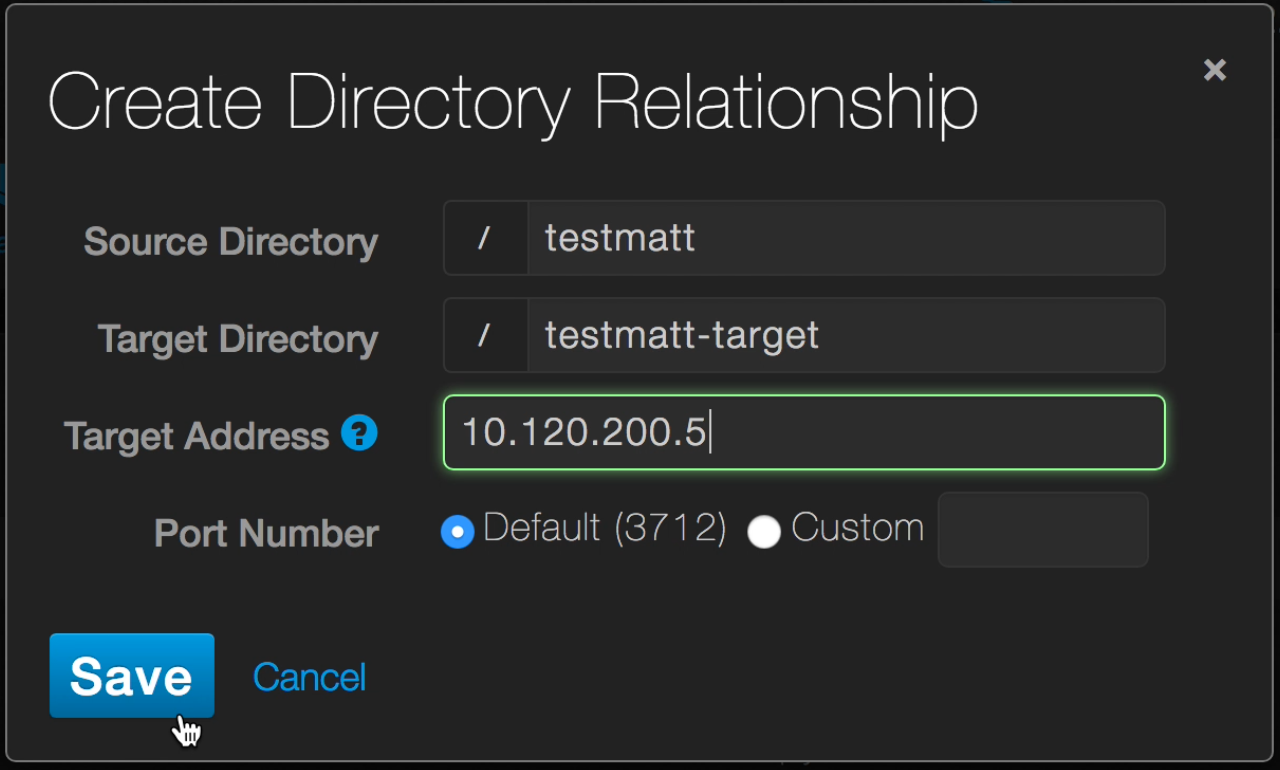 Create Directory Relationship
×
Source Directory / testmatt
Target Directory / testmatt-target
Target Address ? 10.120.200.5
Port Number Default (3712) Custom
Save Cancel